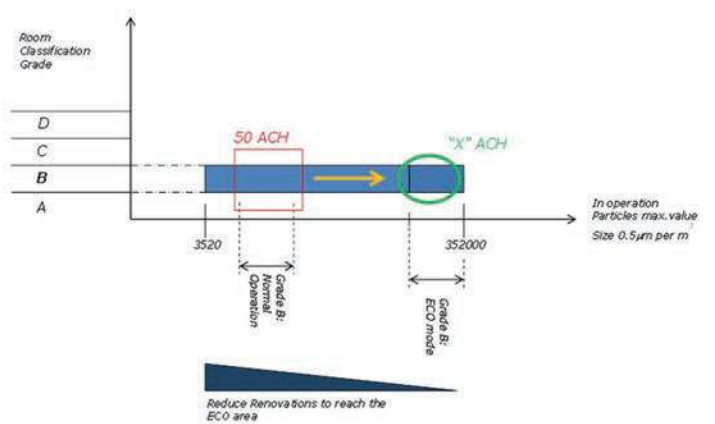 Room
Classification
Grade
D
C
B
A
50 ACH
"X" ACH
In operation
Particles max.value
Size 0.5µm per m³
3520
352000
Grade B:
Normal
Operation
Grade B:
ECO mode
Reduce Renovations to reach the
ECO area